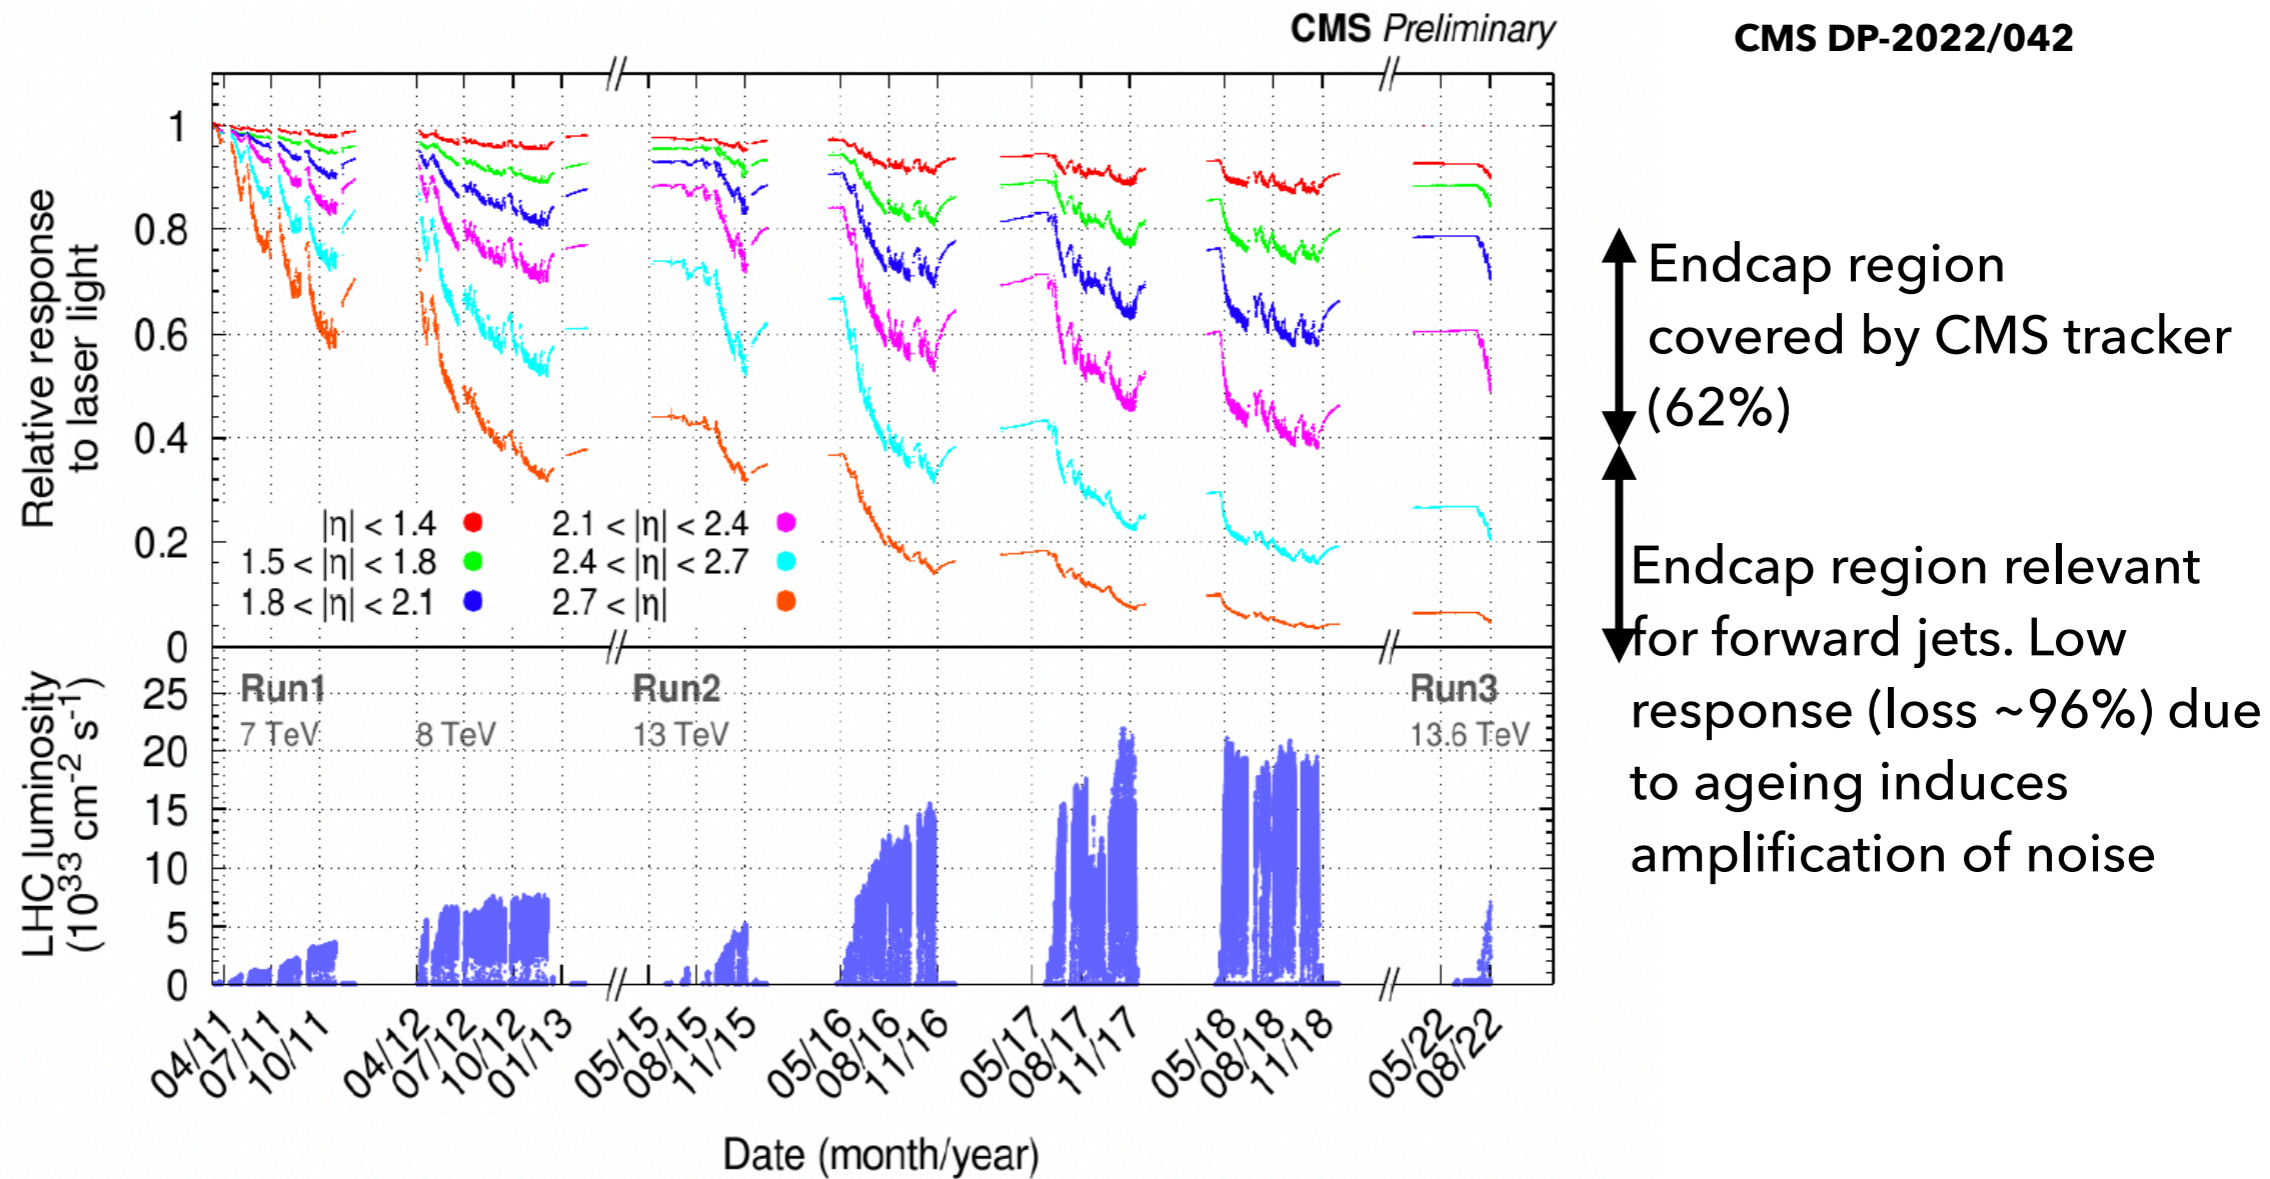 CMS Preliminary
CMS DP-2022/042
Relative response
to laser light
1
0.8
0.6
0.4
0.2
0
|η| < 1.4
1.5 < |η| < 1.8
1.8 < |η| < 2.1
2.1 < |η| < 2.4
2.4 < |η| < 2.7
2.7 < |η|
Endcap region
covered by CMS tracker
(62%)
Endcap region relevant
for forward jets. Low
response (loss ~96%) due
to ageing induces
amplification of noise
LHC luminosity
(10³³ cm⁻² s⁻¹)
25
20
15
10
5
0
Run1
7 TeV
8 TeV
Run2
13 TeV
Run3
13.6 TeV
04/11
07/11
10/11
04/12
07/12
10/12
01/13
05/15
08/15
11/15
05/16
08/16
11/16
05/17
08/17
11/17
05/18
08/18
11/18
05/22
08/22
Date (month/year)